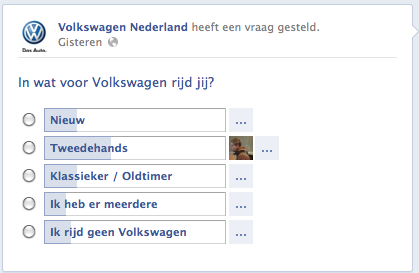 Das Auto.
Volkswagen Nederland heeft een vraag gesteld.
Gisteren
In wat voor Volkswagen rijd jij?
Nieuw
...
Tweedehands
...
Klassieker / Oldtimer
...
Ik heb er meerdere
...
Ik rijd geen Volkswagen
...